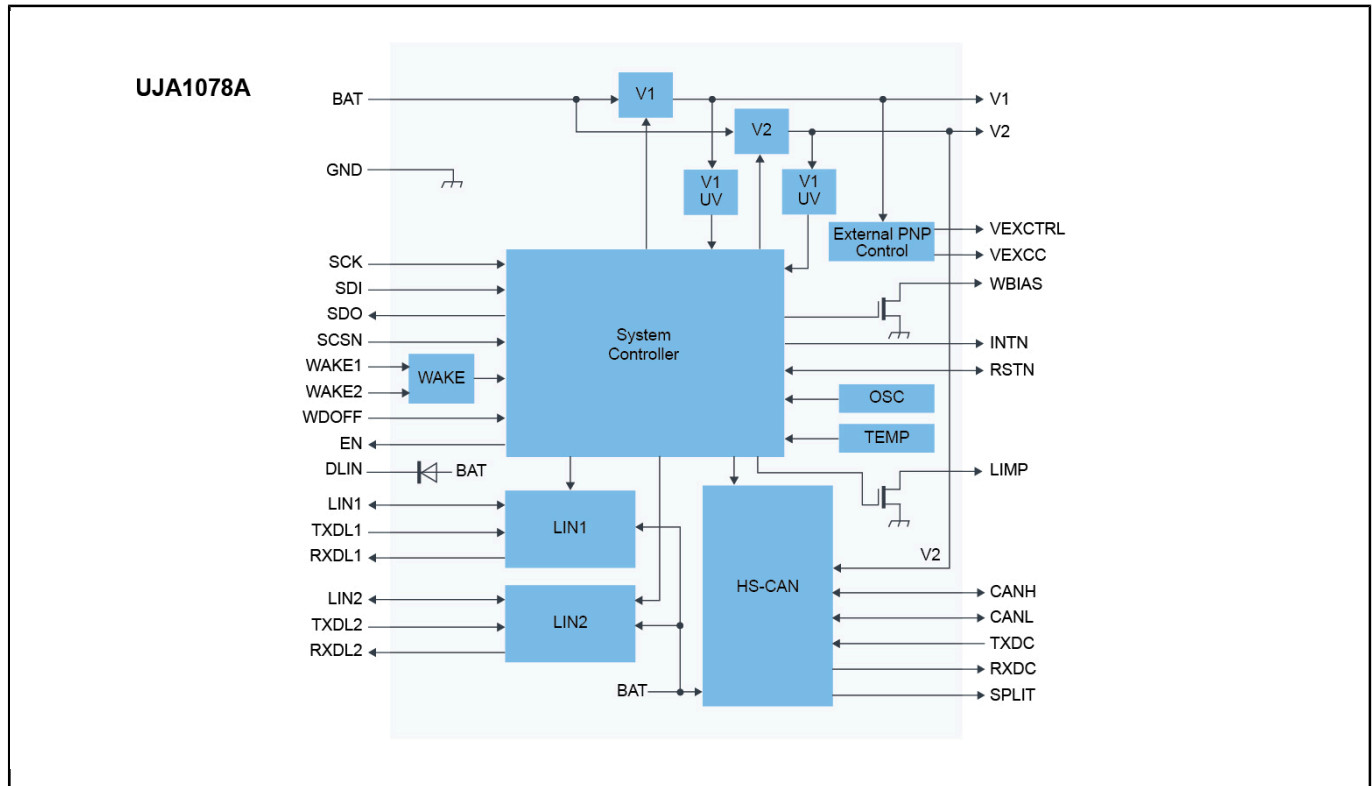 UJA1078A
BAT
V1
V1
V2
V2
GND
V1
UV
V1
UV
External PNP
Control
VEXCTRL
VEXCC
SCK
SDI
SDO
SCSN
WAKE1
WAKE2
WAKE
WDOFF
EN
System
Controller
WBIAS
INTN
RSTN
OSC
TEMP
DLIN
BAT
LIMP
LIN1
TXDL1
RXDL1
LIN1
LIN2
TXDL2
RXDL2
LIN2
BAT
HS-CAN
V2
CANH
CANL
TXDC
RXDC
SPLIT